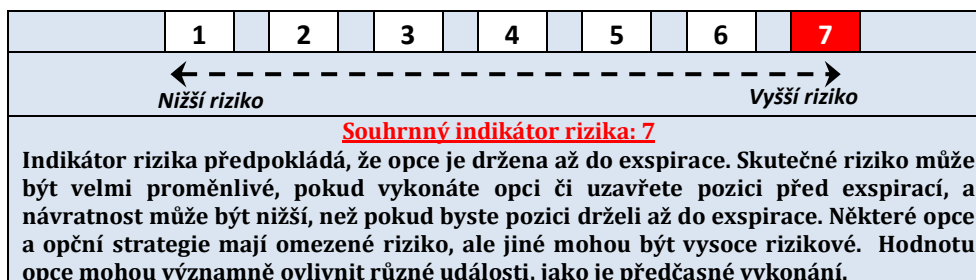 1 2 3 4 5 6 7
Nižší riziko Vyšší riziko
Souhrnný indikátor rizika: 7
Indikátor rizika předpokládá, že opce je držena až do exspirace. Skutečné riziko může
být velmi proměnlivé, pokud vykonáte opci či uzavřete pozici před exspirací, a
návratnost může být nižší, než pokud byste pozici drželi až do exspirace. Některé opce
a opční strategie mají omezené riziko, ale jiné mohou být vysoce rizikové. Hodnotu
opce mohou významně ovlivnit různé události, jako je předčasné vykonání.